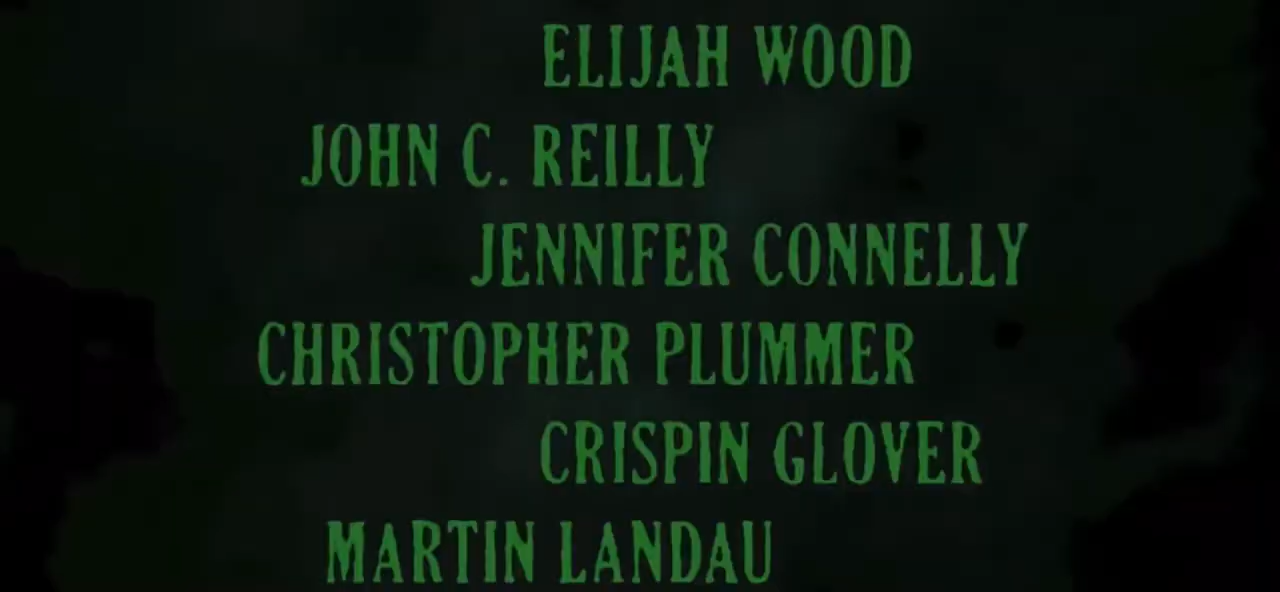 ELIJAH WOOD
JOHN C. REILLY
JENNIFER CONNELLY
CHRISTOPHER PLUMMER
CRISPIN GLOVER
MARTIN LANDAU